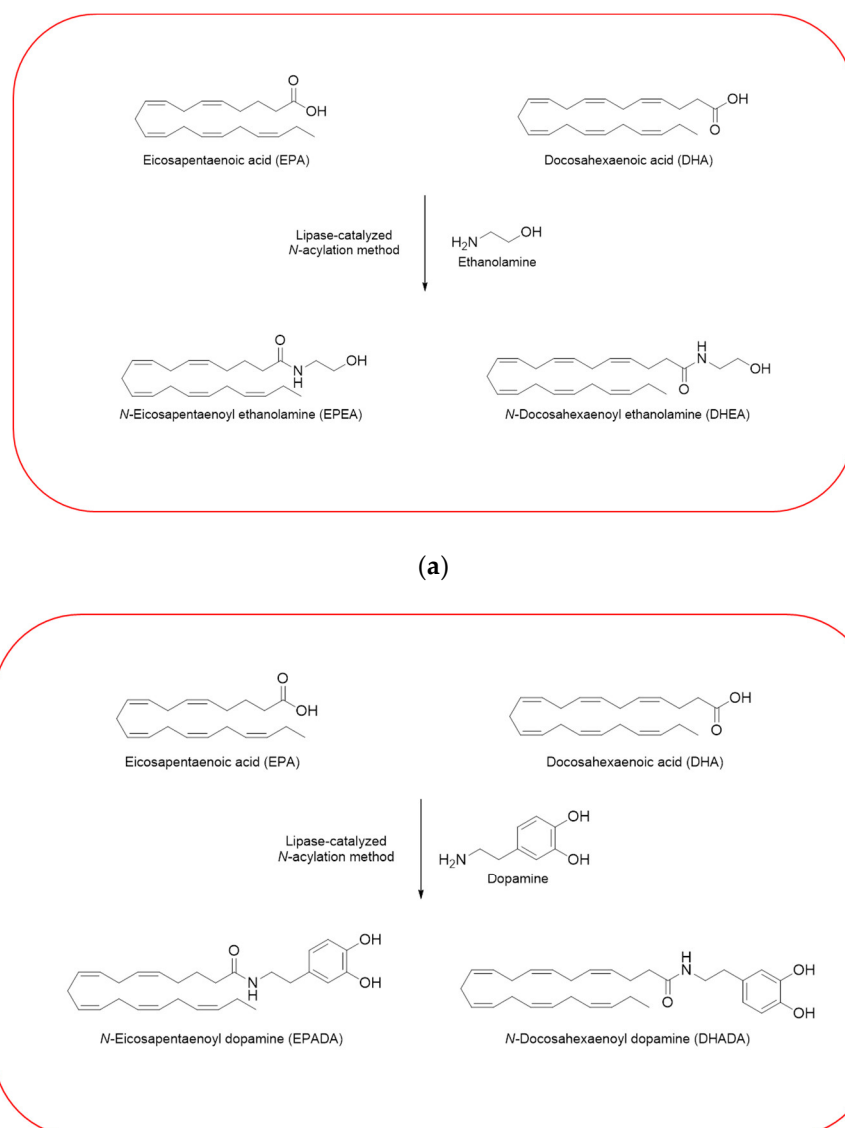 O
OH
OH
O
Eicosapentaenoic acid (EPA)
Docosahexaenoic acid (DHA)
Lipase-catalyzed
N-acylation method
H2N
OH
Ethanolamine
O
N
H
OH
H
N
O
OH
N-Eicosapentaenoyl ethanolamine (EPEA)
N-Docosahexaenoyl ethanolamine (DHEA)
(a)
O
OH
OH
O
Eicosapentaenoic acid (EPA)
Docosahexaenoic acid (DHA)
Lipase-catalyzed
N-acylation method
H2N
OH
OH
Dopamine
O
N
H
OH
OH
H
N
O
OH
OH
N-Eicosapentaenoyl dopamine (EPADA)
N-Docosahexaenoyl dopamine (DHADA)